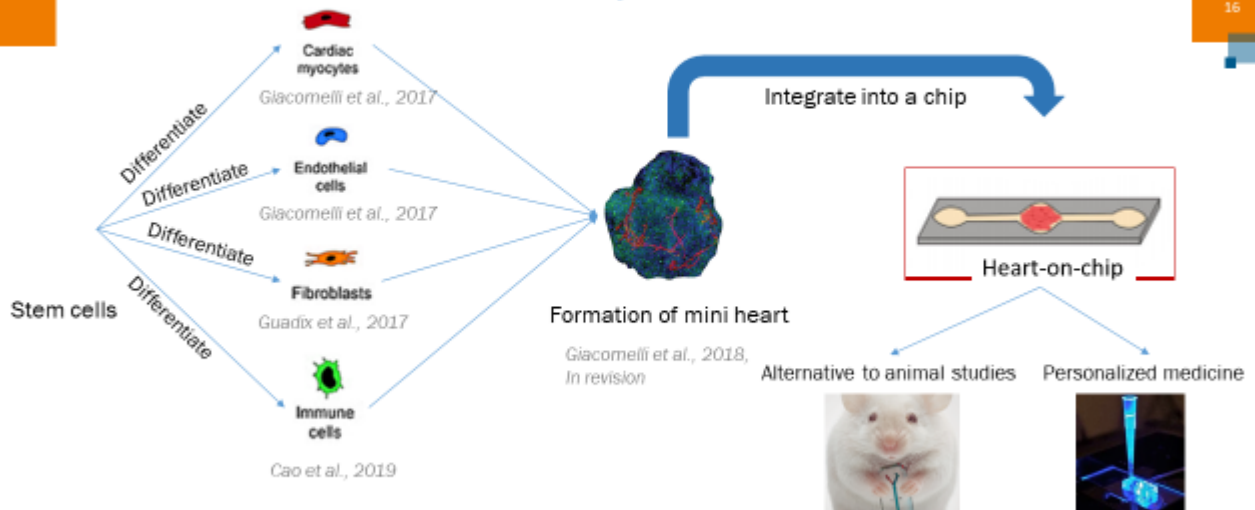 16
Cardiac
myocytes
Giacomelli et al., 2017
Differentiate
Endothelial
cells
Giacomelli et al., 2017
Differentiate
Differentiate
Fibroblasts
Guadix et al., 2017
Differentiate
Immune
cells
Cao et al., 2019
Stem cells
Formation of mini heart
Giacomelli et al., 2018,
In revision
Integrate into a chip
Heart-on-chip
Alternative to animal studies
Personalized medicine